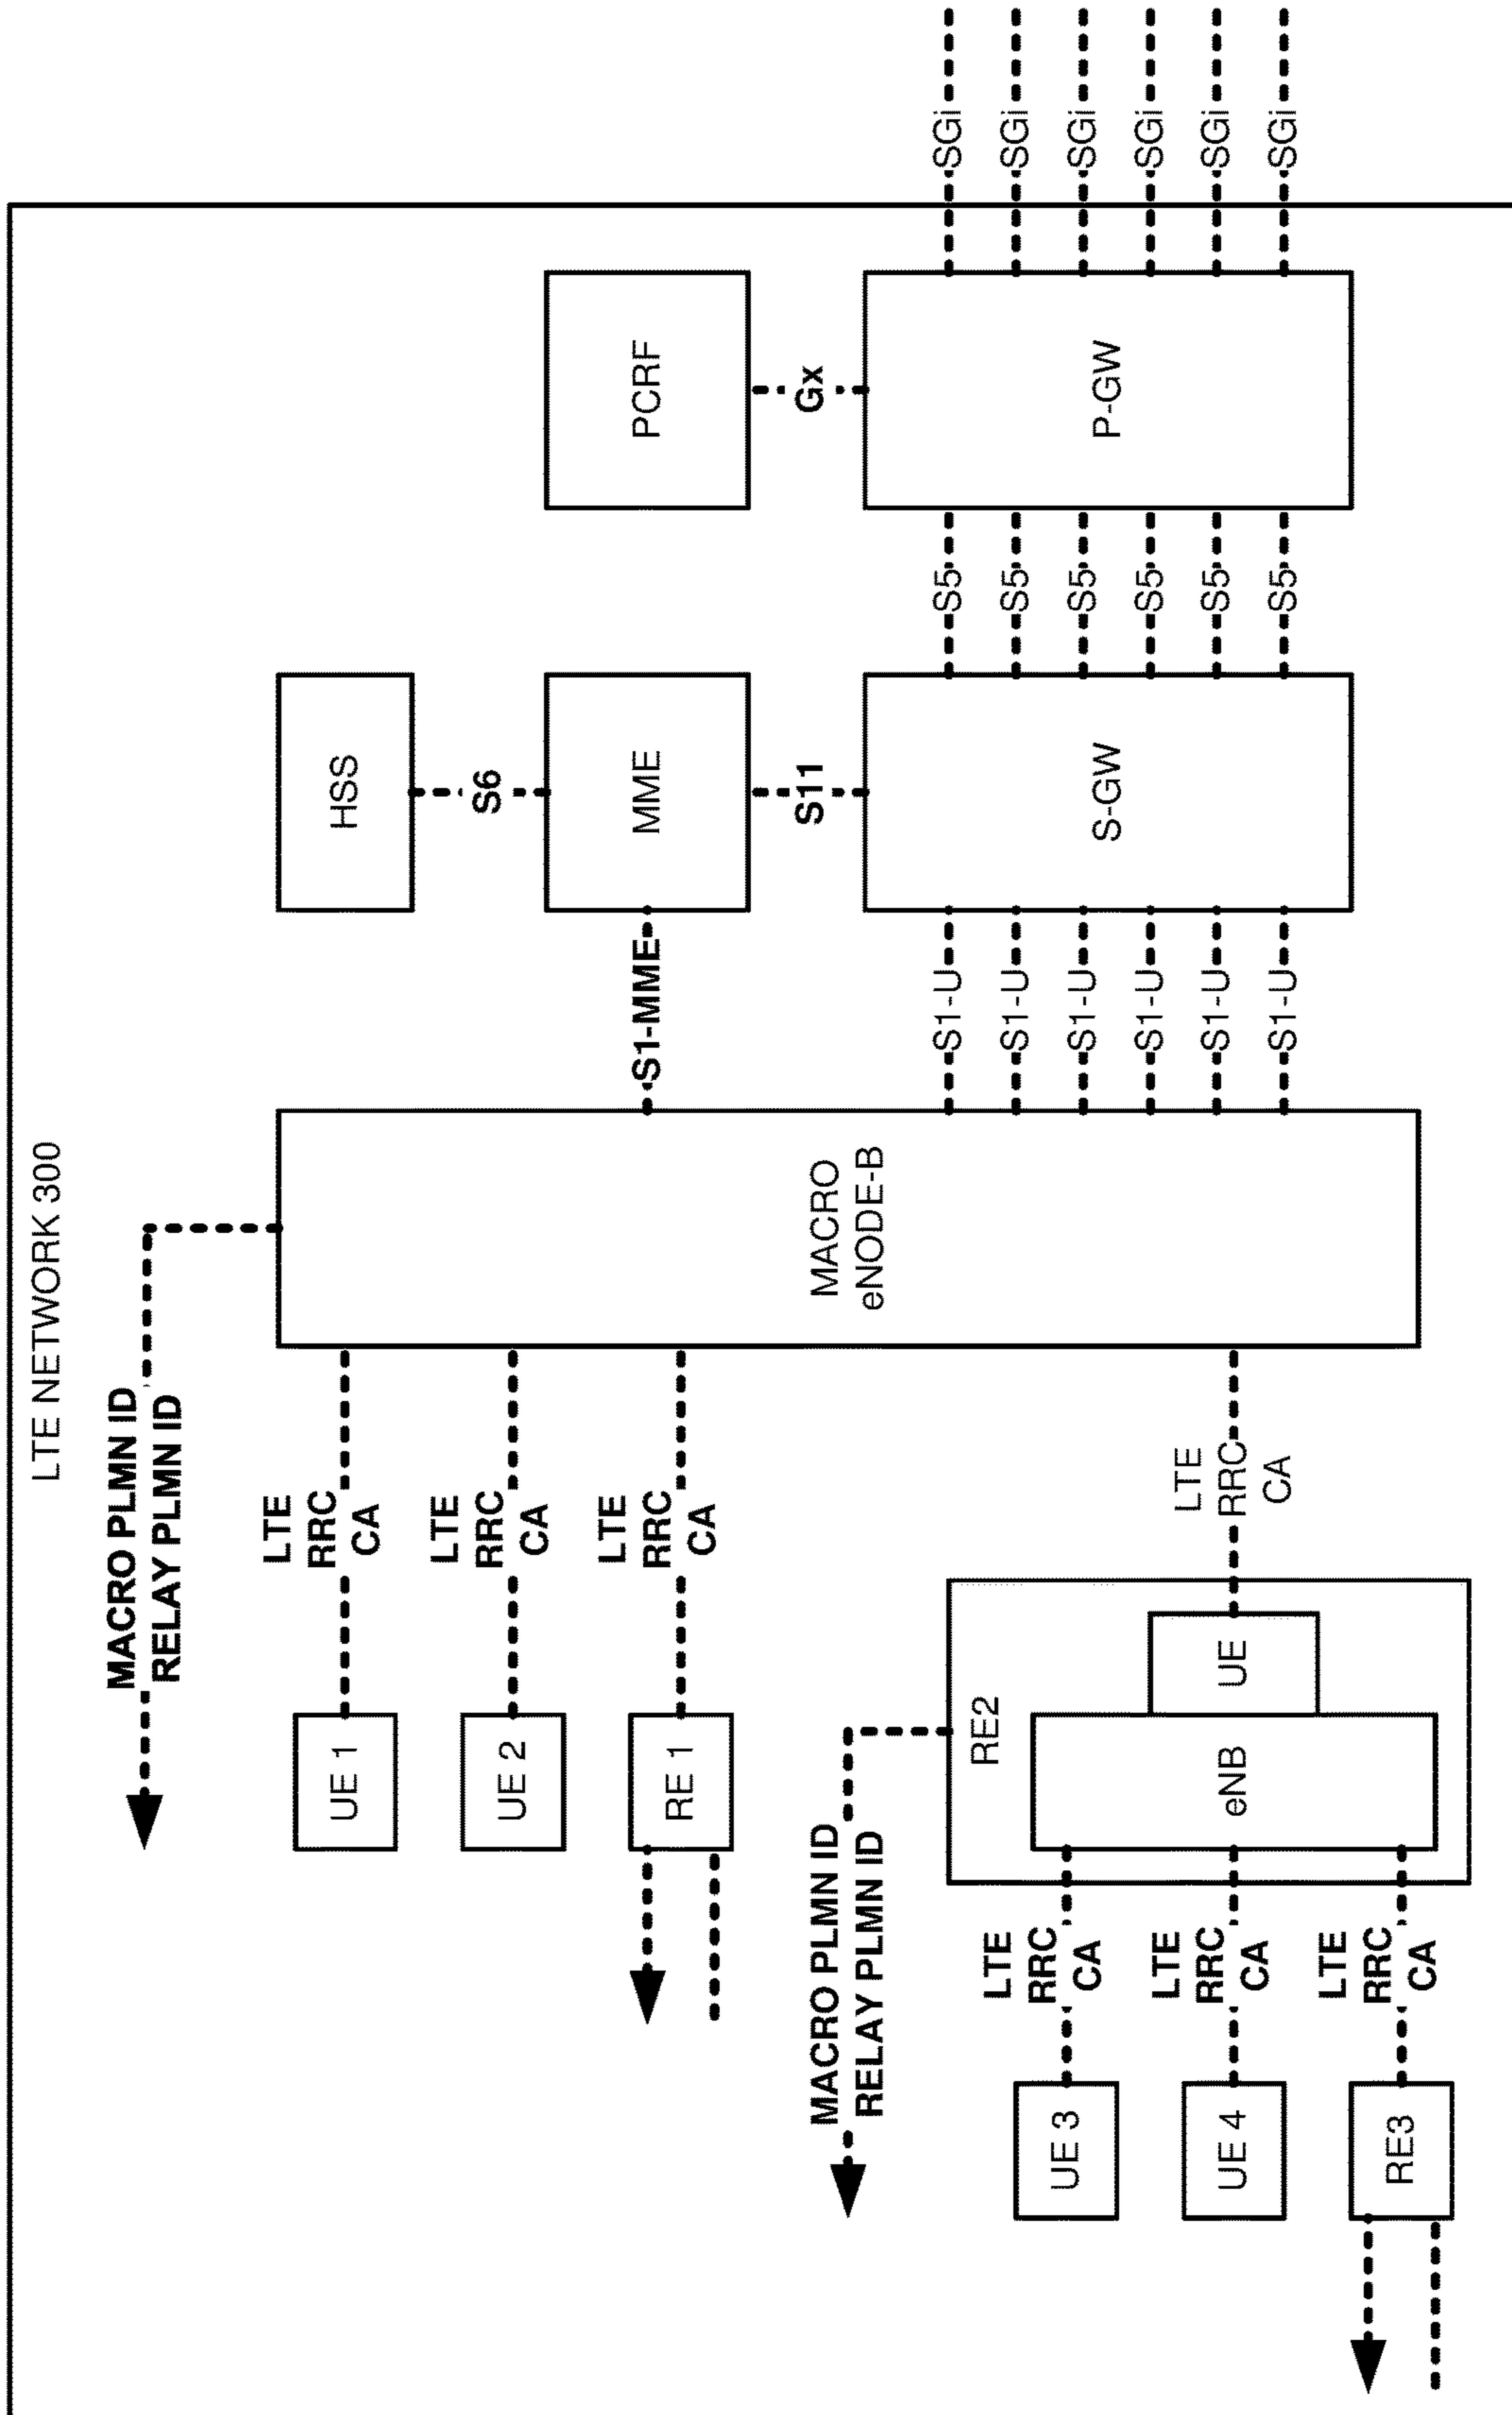 LTE NETWORK 300
MACRO PLMN ID
RELAY PLMN ID
UE 1
LTE
RRC
CA
UE 2
LTE
RRC
CA
RE 1
LTE
RRC
CA
MACRO
eNODE-B
HSS
S6
MME
S1-MME
S11
PCRF
Gx
S-GW
P-GW
S1-U
S1-U
S1-U
S1-U
S1-U
S1-U
S5
S5
S5
S5
S5
S5
SGi
SGi
SGi
SGi
SGi
SGi
MACRO PLMN ID
RELAY PLMN ID
RE2
eNB
UE
LTE
RRC
CA
UE 3
LTE
RRC
CA
UE 4
LTE
RRC
CA
RE3
LTE
RRC
CA